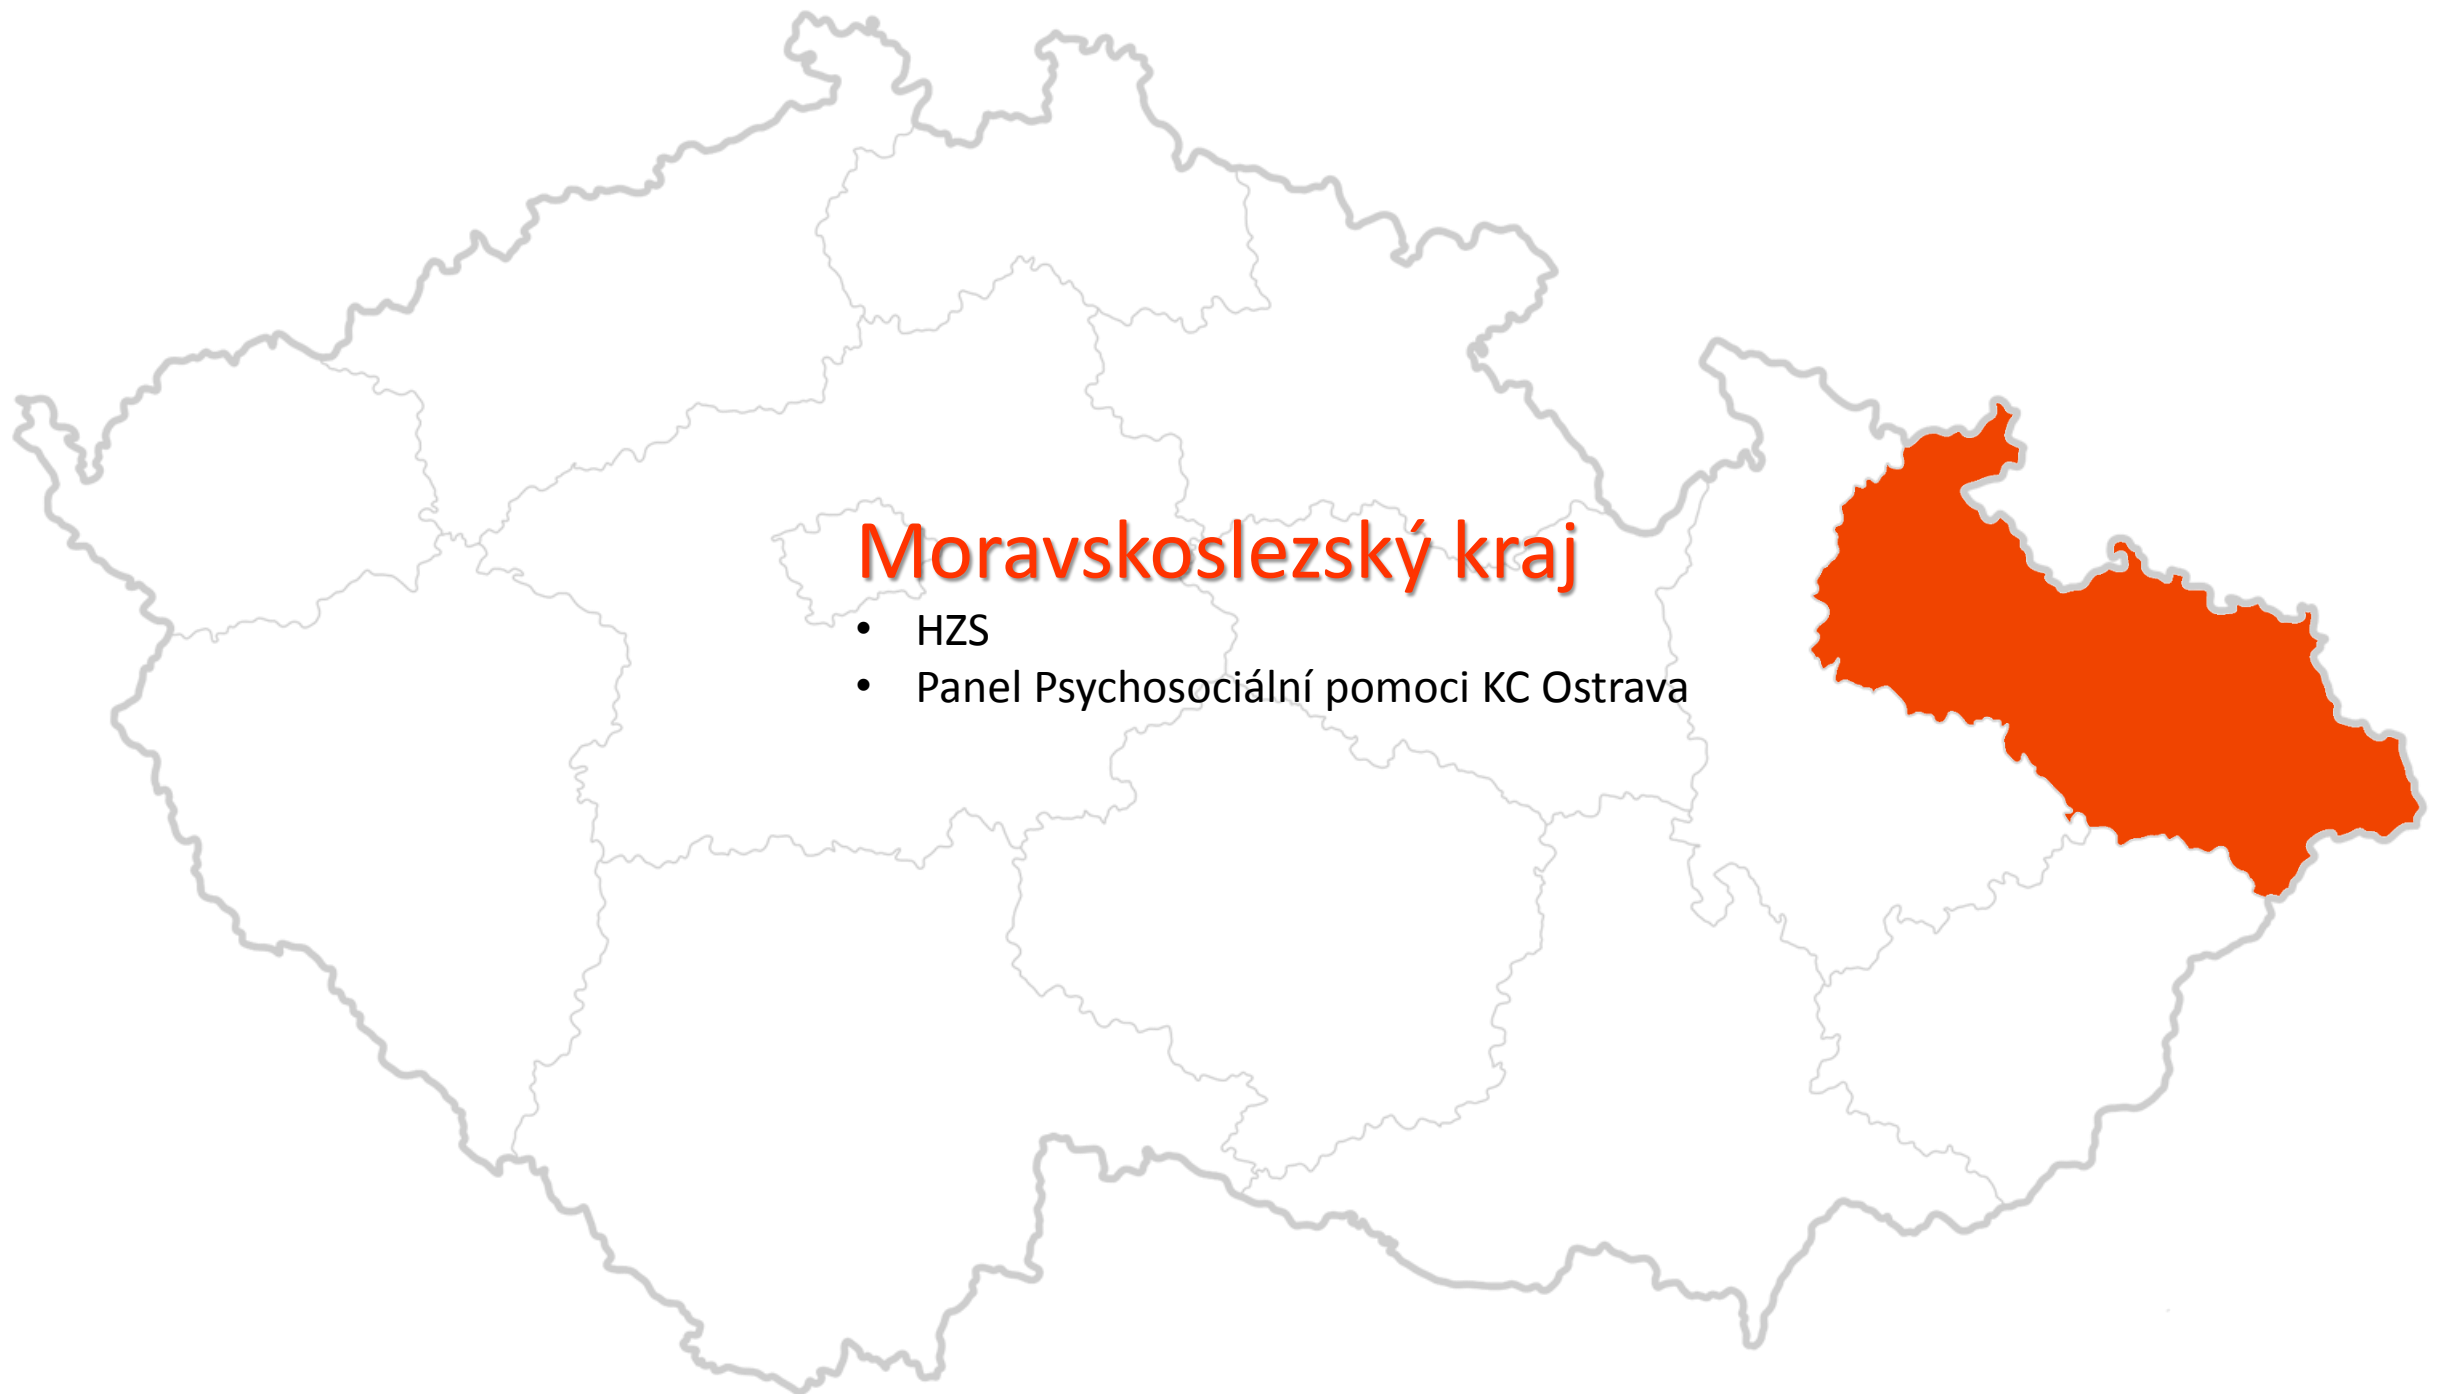 Moravskoslezský kraj
• HZS
• Panel Psychosociální pomoci KC Ostrava